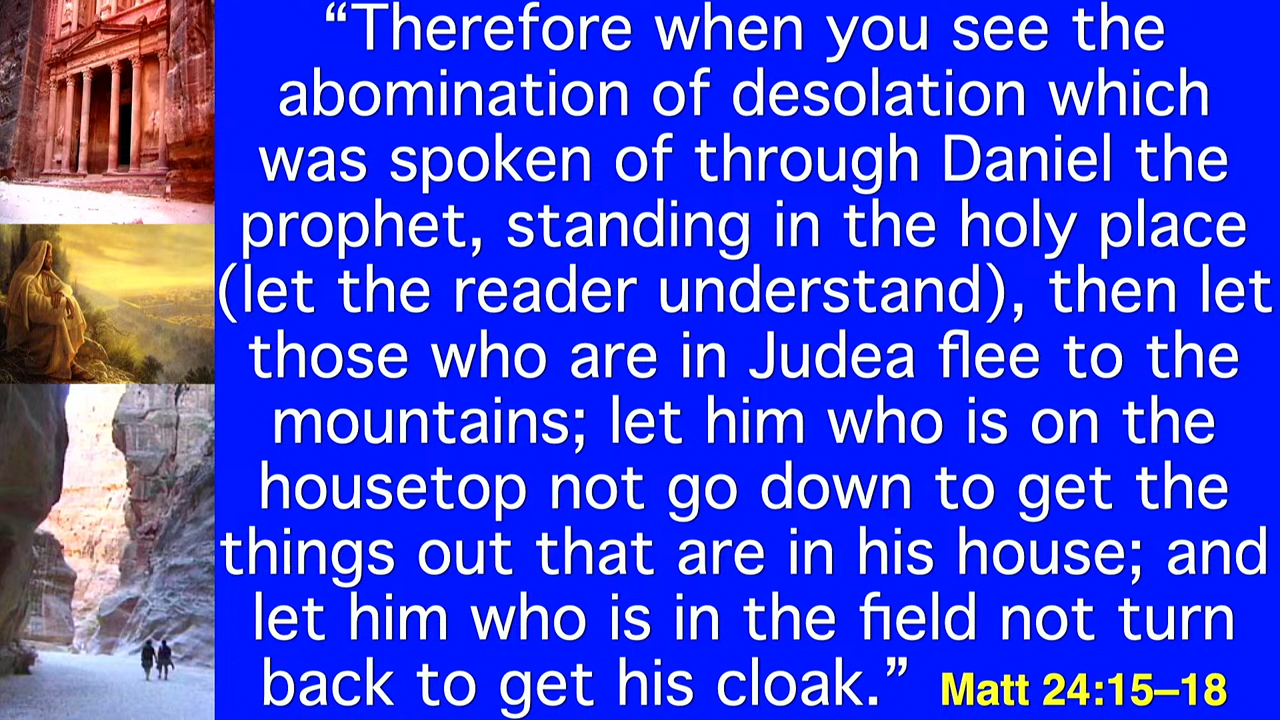 “Therefore when you see the
abomination of desolation which
was spoken of through Daniel the
prophet, standing in the holy place
(let the reader understand), then let
those who are in Judea flee to the
mountains; let him who is on the
housetop not go down to get the
things out that are in his house; and
let him who is in the field not turn
back to get his cloak.” Matt 24:15–18